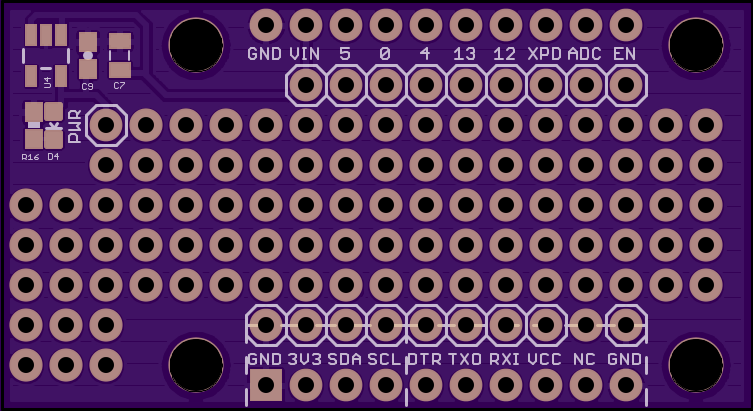 GND VIN 5 0 4 13 12 XPD ADC EN
U4
C9 C7
PWR
R16 D4
GND 3V3 SDA SCL DTR TXO RXI VCC NC GND